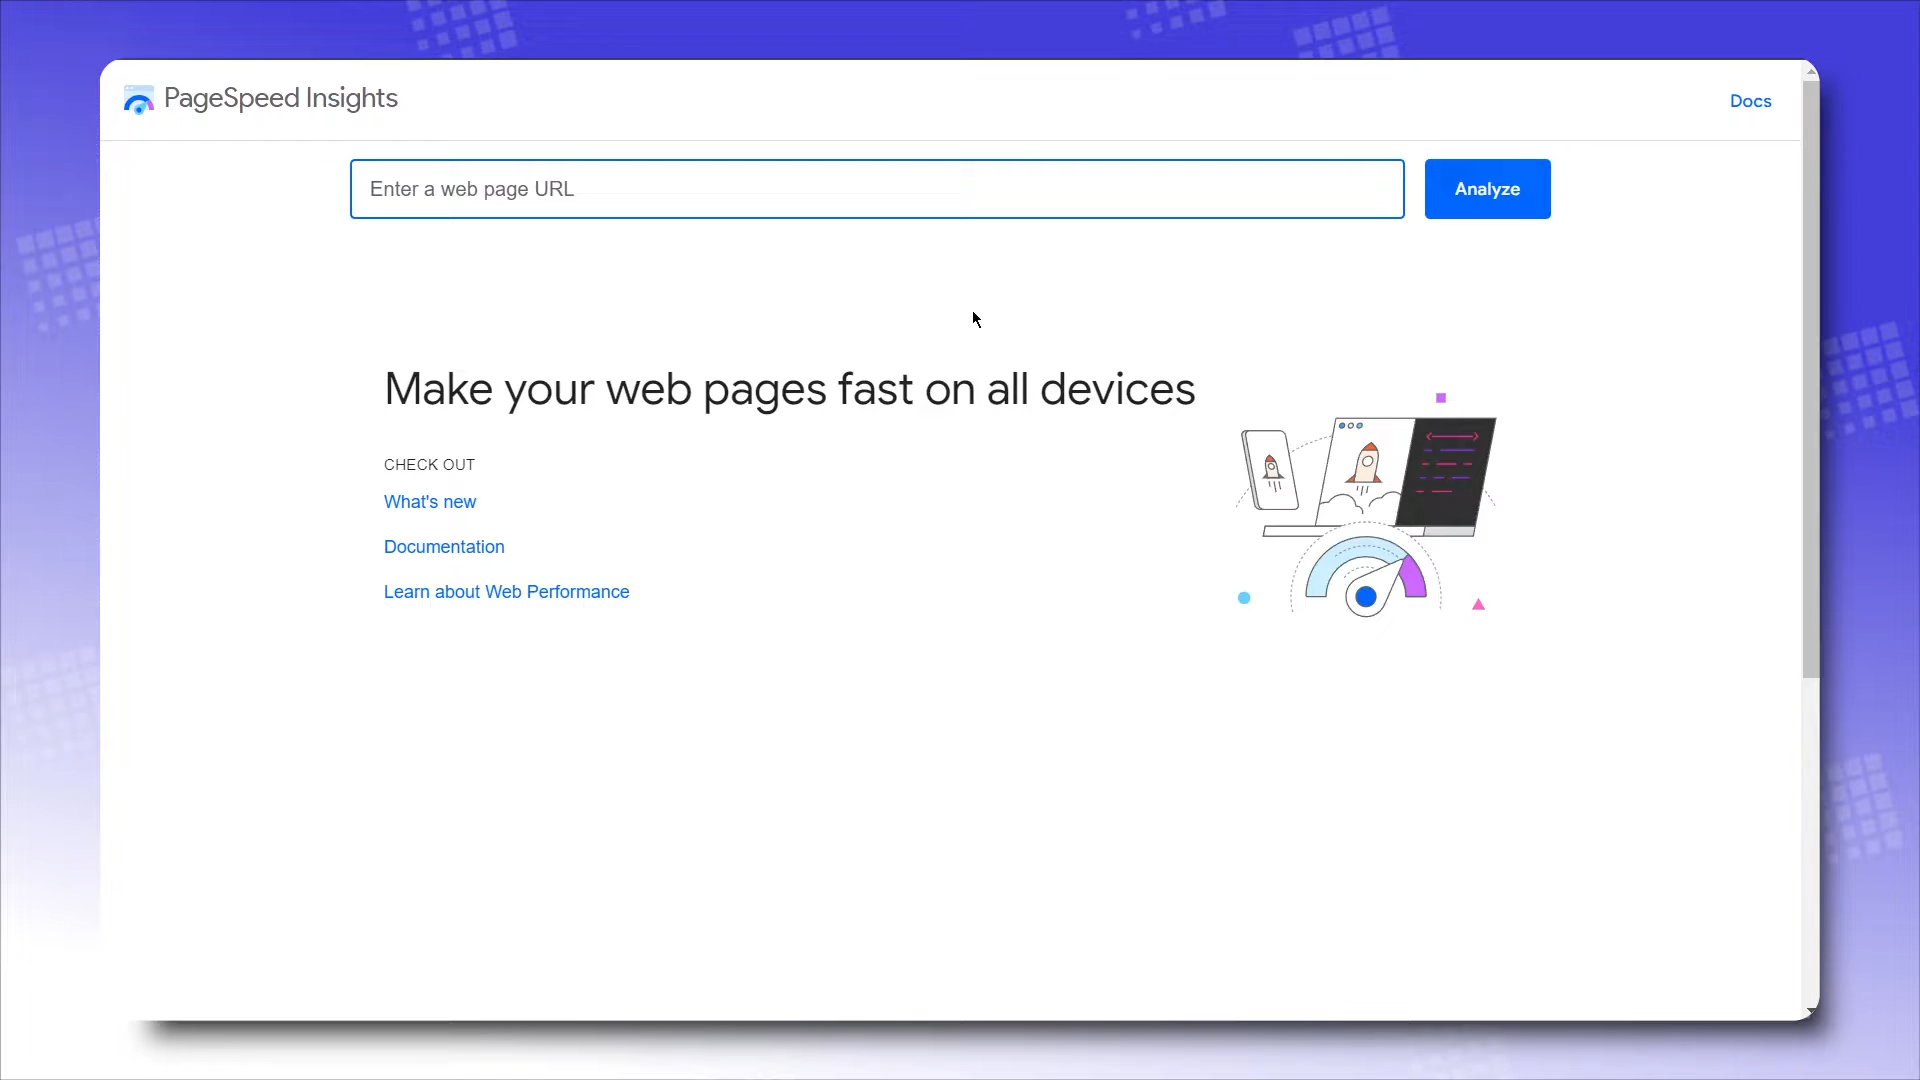 PageSpeed Insights
Docs
Enter a web page URL
Analyze
Make your web pages fast on all devices
CHECK OUT
What's new
Documentation
Learn about Web Performance